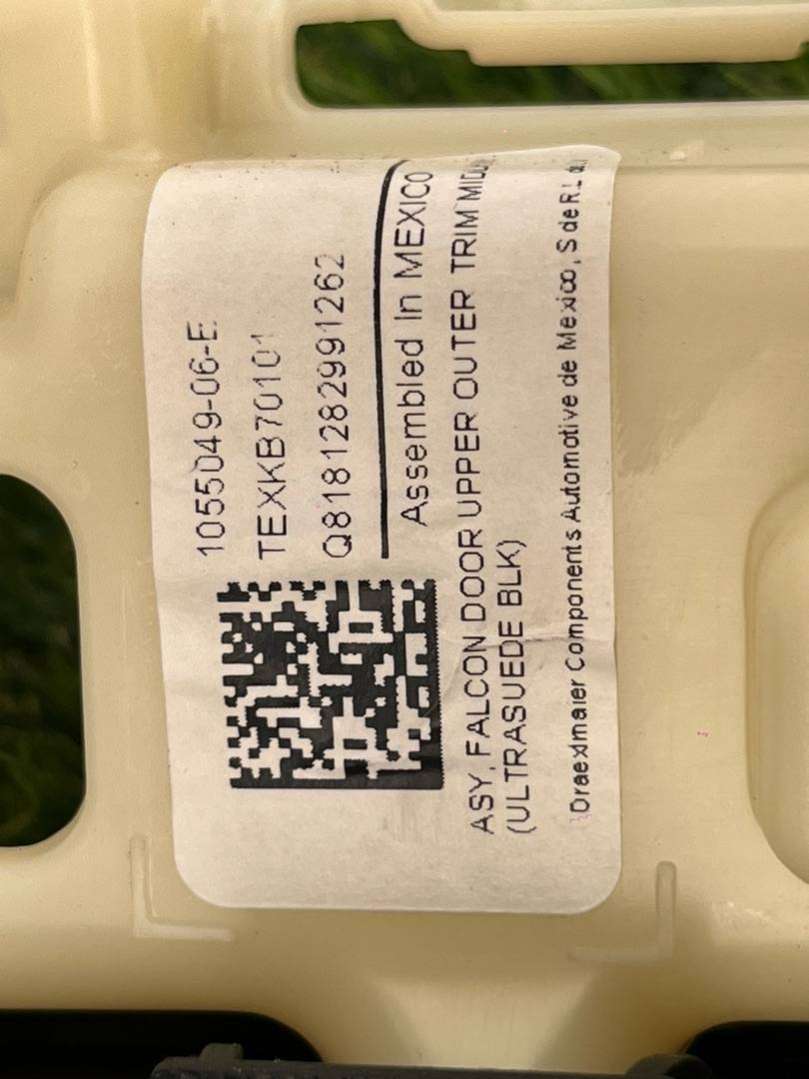 1055049-06-E
TEXKB70101
Q8181282991262
Assembled In MEXICO
ASY, FALCON DOOR UPPER OUTER TRIM
(ULTRASUEDE BLK)
Draexlmaier Components Automotive de Mexico, S de R.L